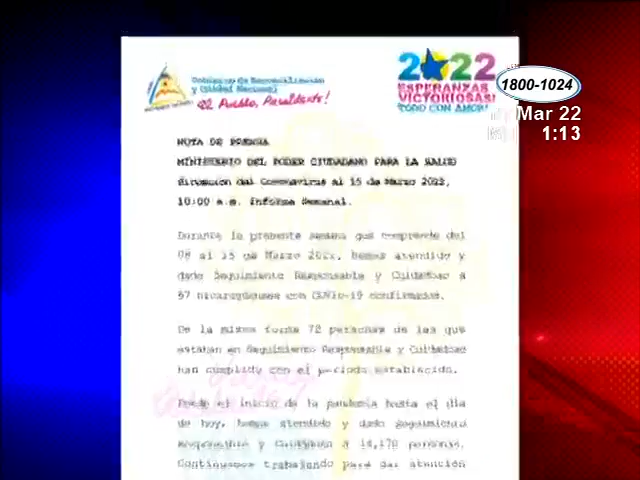 Gobierno de Reconciliación
y Unidad Nacional
El Pueblo, Presidente!
2022
ESPERANZAS
VICTORIOSAS!
TODO CON AMOR!
1800-1024
Mar 22
1:13
NOTA DE PRENSA
MINISTERIO DEL PODER CIUDADANO PARA LA SALUD
Situación del Coronavirus al 15 de Marzo 2022,
10:00 a.m. Informe Semanal.
Durante la presente semana que comprende del
08 al 15 de Marzo 2022, hemos atendido y
dado Seguimiento Responsable y Cuidadoso a
67 nicaragüenses con COVID-19 confirmados.
De la misma forma 72 personas de las que
estaban en Seguimiento Responsable y Cuidadoso
han cumplido con el período establecido.
Desde el inicio de la pandemia hasta el día
de hoy, hemos atendido y dado seguimiento
Responsable y Cuidadoso a 14,170 personas.
Continuamos trabajando para dar atención